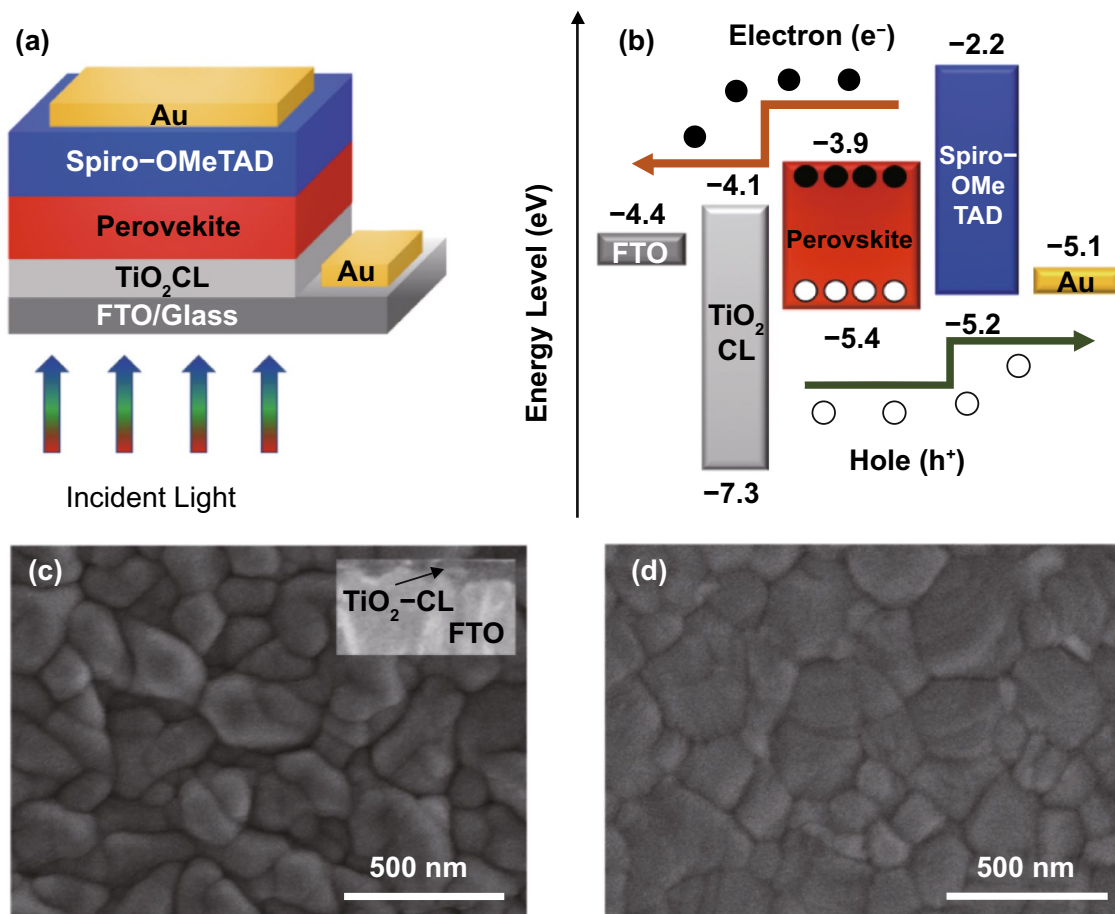 (a)
Au
Spiro−OMeTAD
Perovekite
TiO₂CL
Au
FTO/Glass
Incident Light
Energy Level (eV)
(b)
Electron (e⁻)
−2.2
−3.9
−4.1
−4.4
FTO
Perovskite
Spiro−
OMe
TAD
−5.1
Au
TiO₂
CL
−5.4
−5.2
Hole (h⁺)
−7.3
(c)
TiO₂−CL
FTO
500 nm
(d)
500 nm